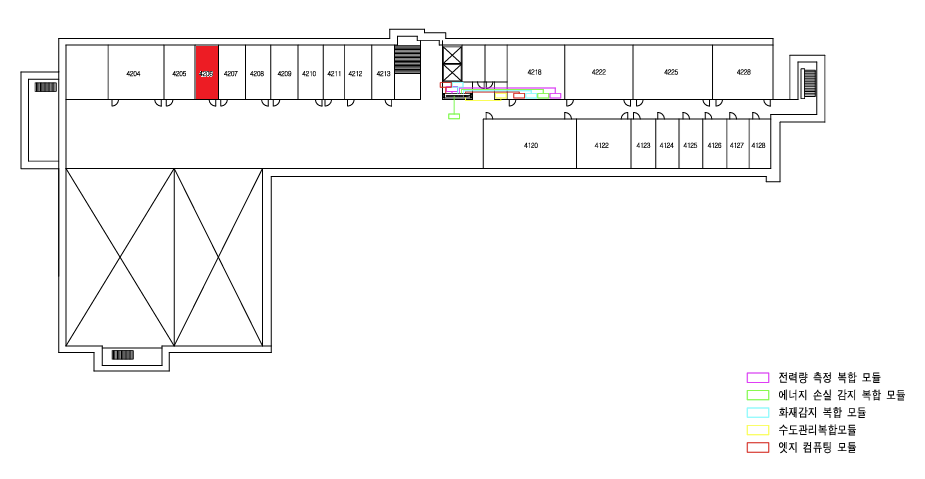 4204 4205 4206 4207 4208 4209 4210 4211 4212 4213 4218 4222 4225 4228
4120 4122 4123 4124 4125 4126 4127 4128
전력량 측정 복합 모듈
에너지 손실 감지 복합 모듈
화재감지 복합 모듈
수도관리복합모듈
엣지 컴퓨팅 모듈